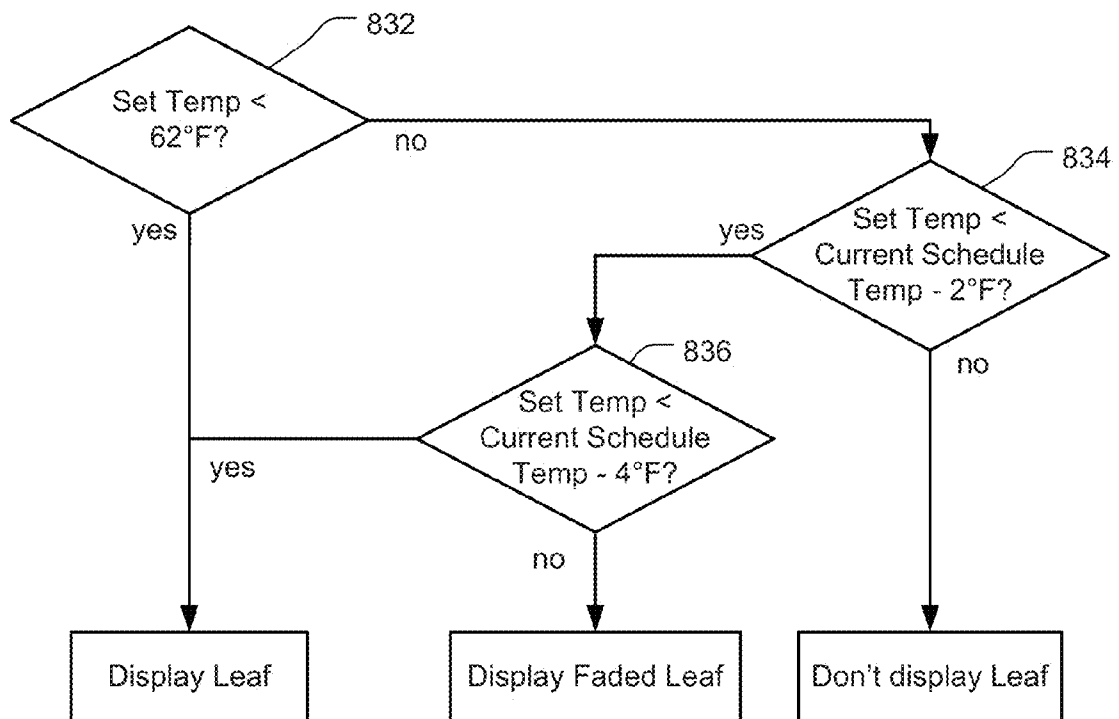 832
Set Temp <
62°F?
no
yes
834
Set Temp <
Current Schedule
Temp - 2°F?
yes
no
836
Set Temp <
Current Schedule
Temp - 4°F?
yes
no
Display Leaf
Display Faded Leaf
Don't display Leaf